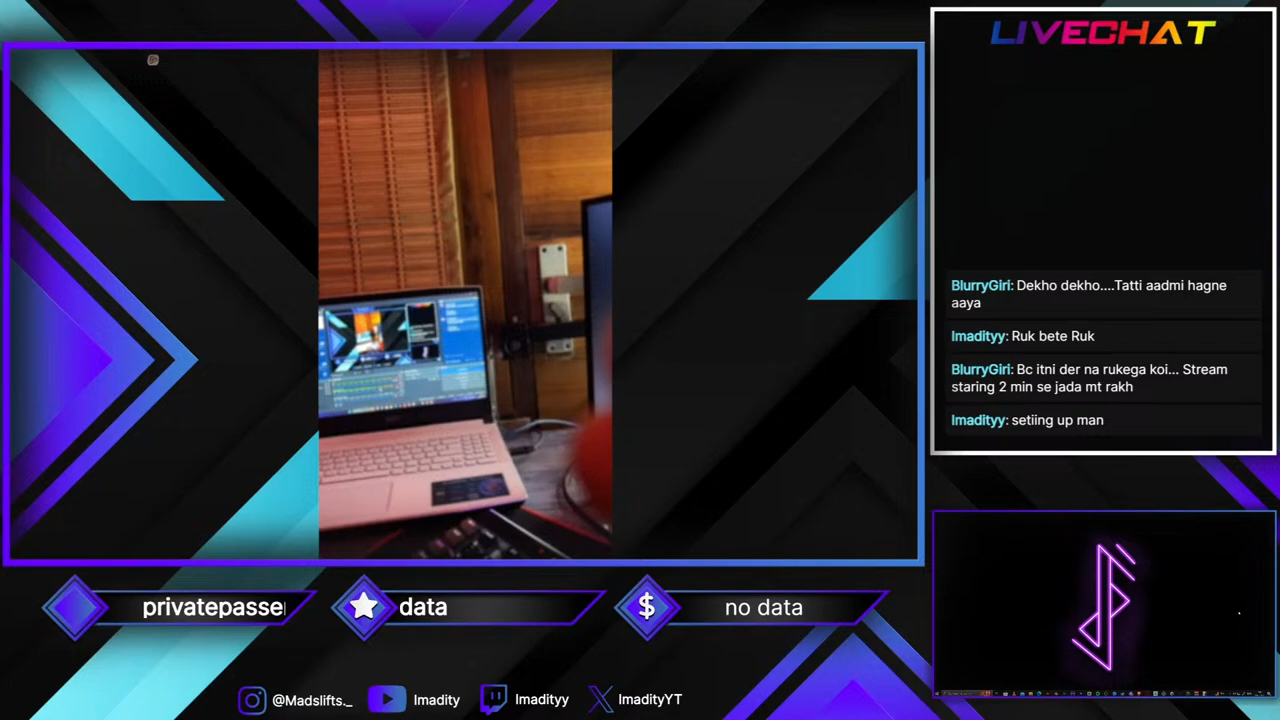 LIVECHAT
BlurryGiri: Dekho dekho....Tatti aadmi hagne
aaya
Imadityy: Ruk bete Ruk
BlurryGiri: Bc itni der na rukega koi... Stream
staring 2 min se jada mt rakh
Imadityy: setiing up man
privatepasse
data
no data
@Madslifts._
Imadity
Imadityy
ImadityYT